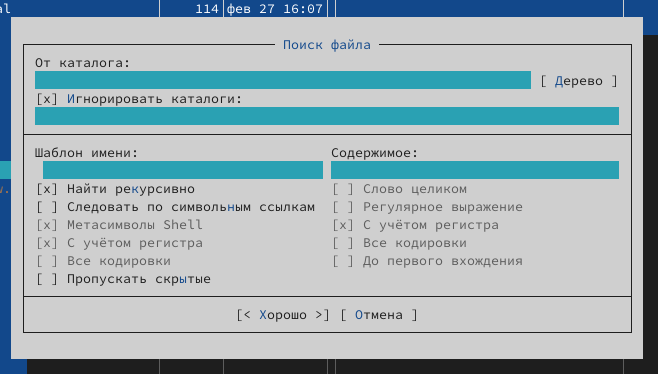 al 114 фев 27 16:07
Поиск файла
От каталога:
[ Дерево ]
[x] Игнорировать каталоги:
Шаблон имени: Содержимое:
[x] Найти рекурсивно [ ] Слово целиком
[ ] Следовать по символьным ссылкам [ ] Регулярное выражение
[x] Метасимволы Shell [x] С учётом регистра
[x] С учётом регистра [ ] Все кодировки
[ ] Все кодировки [ ] До первого вхождения
[ ] Пропускать скрытые
[< Хорошо >] [ Отмена ]